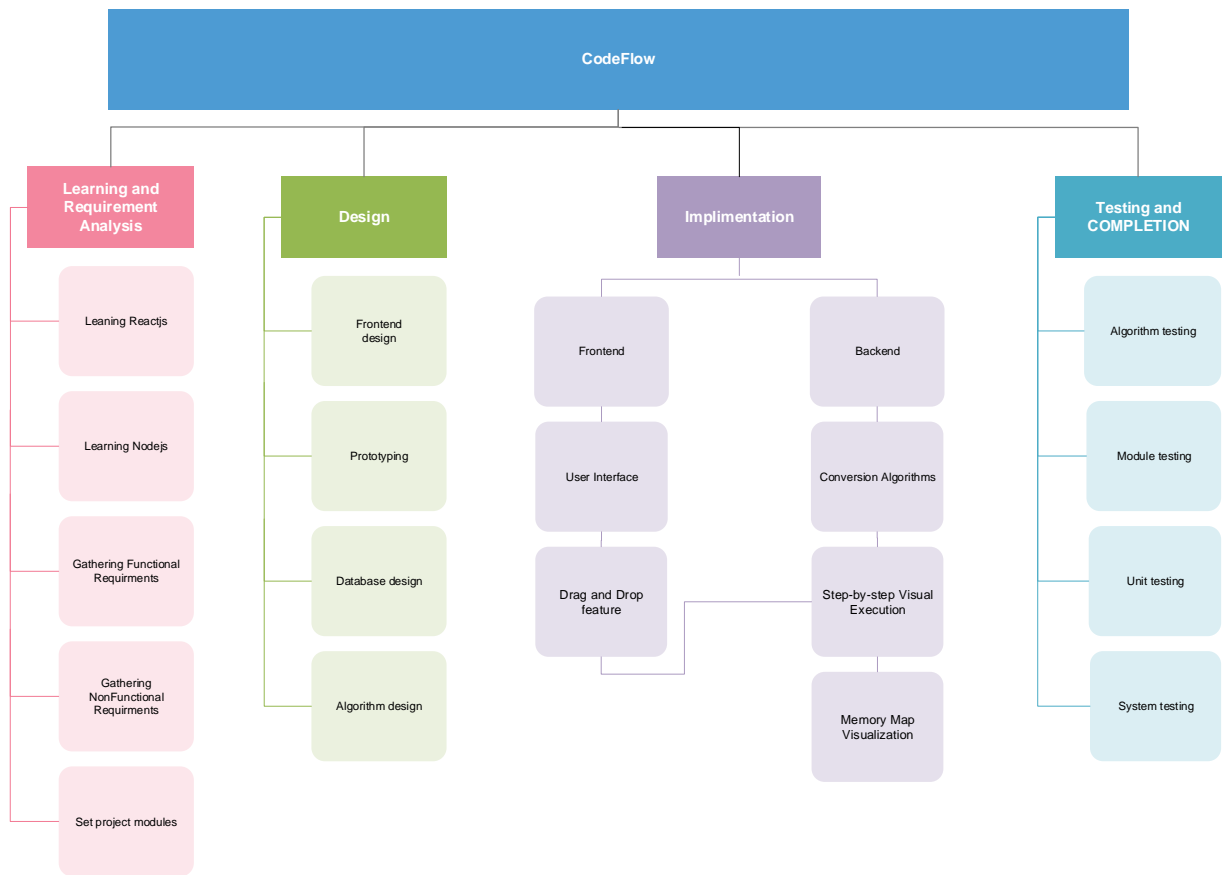 CodeFlow
Learning and
Requirement
Analysis
Leaning Reactjs
Learning Nodejs
Gathering Functional
Requirments
Gathering
NonFunctional
Requirments
Set project modules
Design
Frontend
design
Prototyping
Database design
Algorithm design
Implimentation
Frontend
User Interface
Drag and Drop
feature
Backend
Conversion Algorithms
Step-by-step Visual
Execution
Memory Map
Visualization
Testing and
COMPLETION
Algorithm testing
Module testing
Unit testing
System testing